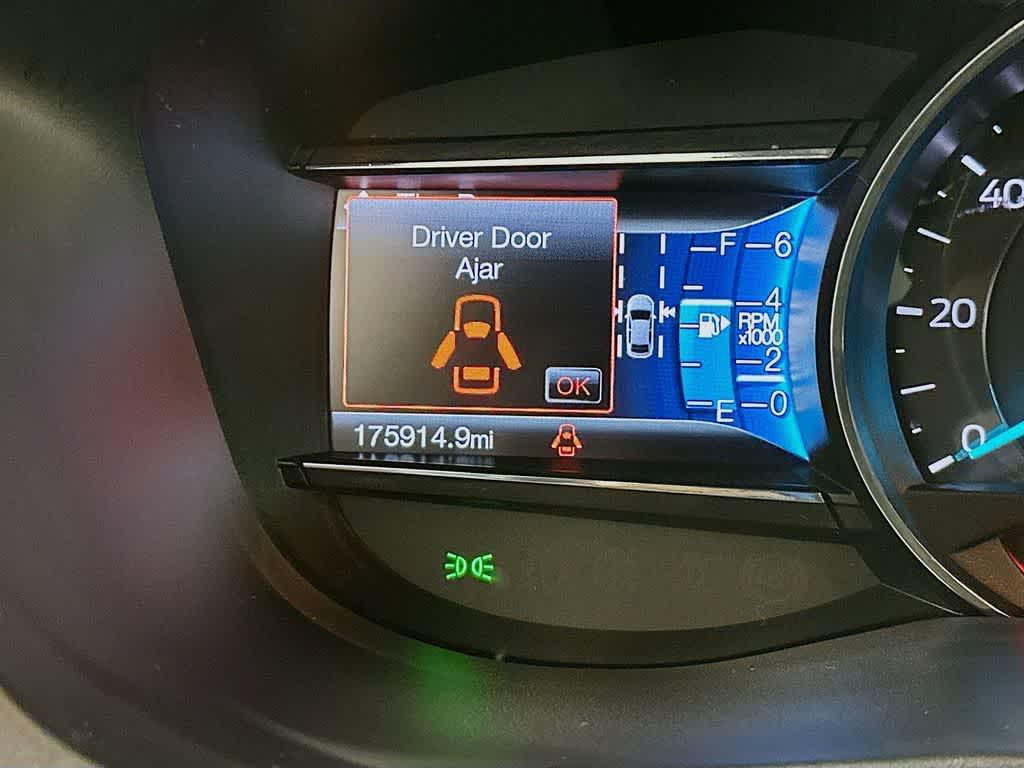 Driver Door
Ajar
OK
175914.9mi
F
E
6
4
RPM
x1000
2
0
40
20
0